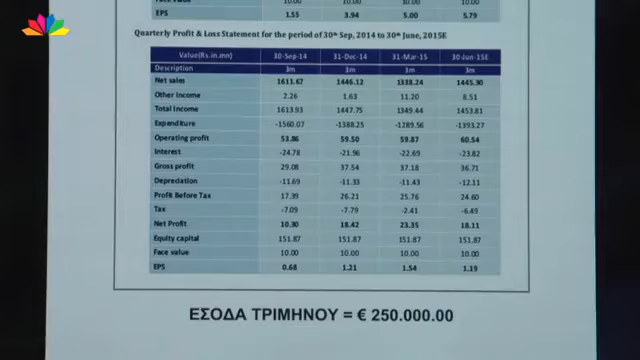 10.00 10.00 10.00 10.00
EPS 1.55 3.94 5.00 5.79
Quarterly Profit & Loss Statement for the period of 30th Sep, 2014 to 30th June, 2015E
Value(Rs.in.mn) 30-Sep-14 31-Dec-14 31-Mar-15 30-Jun-15E
Description 3m 3m 3m 3m
Net sales 1611.67 1446.12 1338.24 1445.30
Other Income 2.26 1.63 11.20 8.51
Total Income 1613.93 1447.75 1349.44 1453.81
Expenditure -1560.07 -1388.25 -1289.56 -1393.27
Operating profit 53.86 59.50 59.87 60.54
Interest -24.78 -21.96 -22.69 -23.82
Gross profit 29.08 37.54 37.18 36.71
Depreciation -11.69 -11.33 -11.43 -12.11
Profit Before Tax 17.39 26.21 25.76 24.60
Tax -7.09 -7.79 -2.41 -6.49
Net Profit 10.30 18.42 23.35 18.11
Equity capital 151.87 151.87 151.87 151.87
Face value 10.00 10.00 10.00 10.00
EPS 0.68 1.21 1.54 1.19
ΕΣΟΔΑ ΤΡΙΜΗΝΟΥ = € 250.000.00